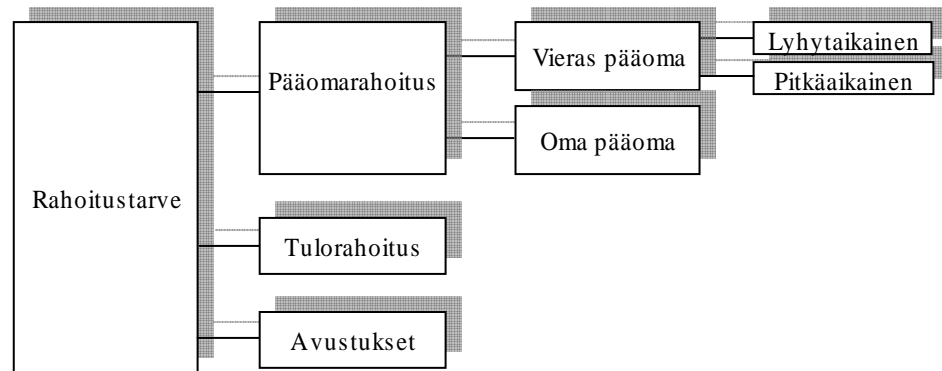 Rahoitustarve
Pääomarahoitus
Vieras pääoma
Lyhytaikainen
Pitkäaikainen
Oma pääoma
Tulorahoitus
Avustukset